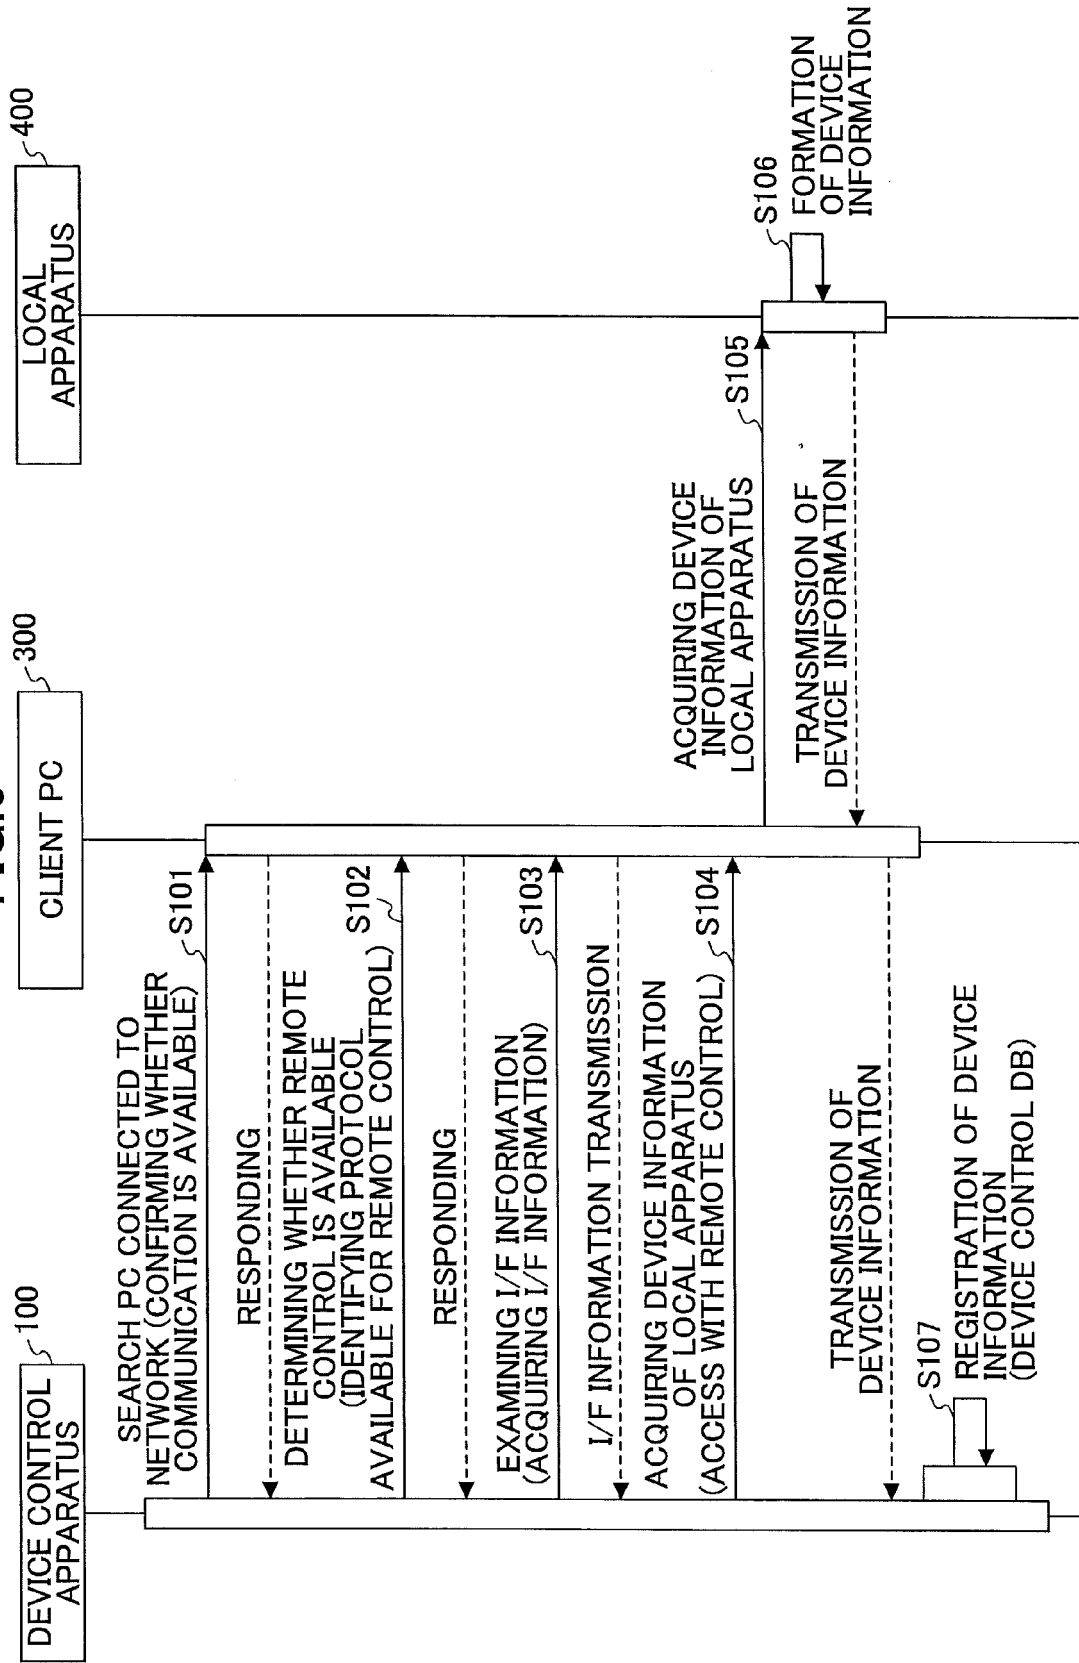 DEVICE CONTROL
APPARATUS
100
CLIENT PC
300
LOCAL
APPARATUS
400
SEARCH PC CONNECTED TO
NETWORK (CONFIRMING WHETHER
COMMUNICATION IS AVAILABLE)
S101
RESPONDING
DETERMINING WHETHER REMOTE
CONTROL IS AVAILABLE
(IDENTIFYING PROTOCOL
AVAILABLE FOR REMOTE CONTROL)
S102
RESPONDING
EXAMINING I/F INFORMATION
(ACQUIRING I/F INFORMATION)
S103
I/F INFORMATION TRANSMISSION
ACQUIRING DEVICE INFORMATION
OF LOCAL APPARATUS
(ACCESS WITH REMOTE CONTROL)
S104
ACQUIRING DEVICE
INFORMATION OF
LOCAL APPARATUS
S105
S106
FORMATION
OF DEVICE
INFORMATION
TRANSMISSION OF
DEVICE INFORMATION
TRANSMISSION OF
DEVICE INFORMATION
S107
REGISTRATION OF DEVICE
INFORMATION
(DEVICE CONTROL DB)